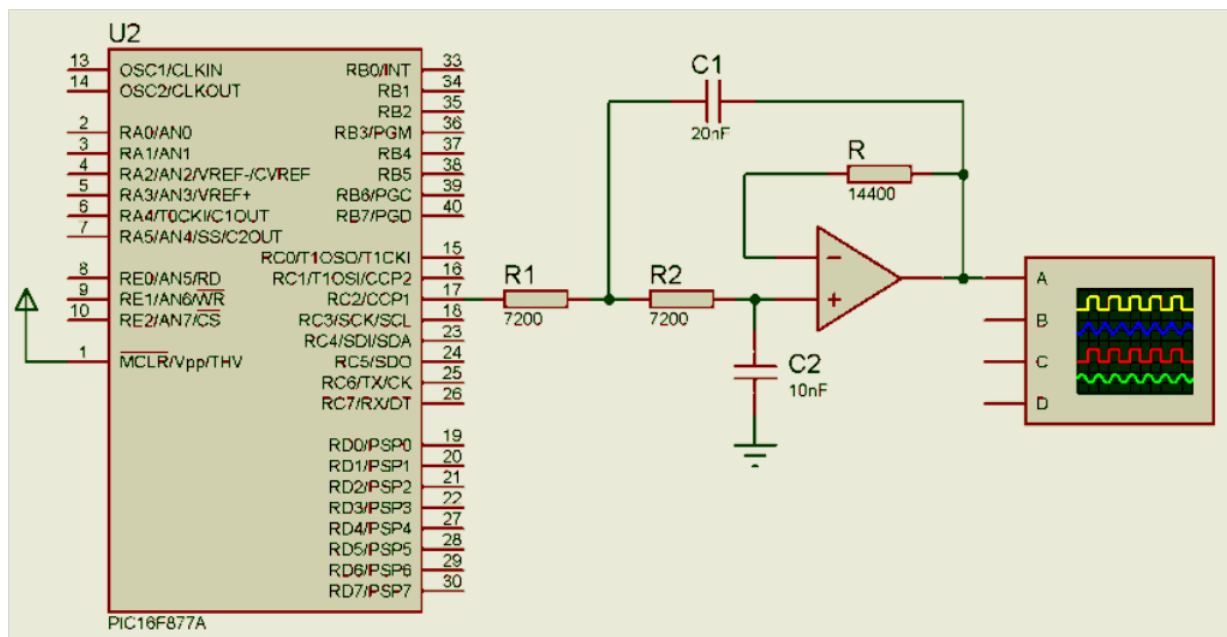 U2
13 OSC1/CLKIN
14 OSC2/CLKOUT
2 RA0/AN0
3 RA1/AN1
4 RA2/AN2/VREF-/CVREF
5 RA3/AN3/VREF+
6 RA4/T0CKI/C1OUT
7 RA5/AN4/SS/C2OUT
8 RE0/AN5/RD
9 RE1/AN6/WR
10 RE2/AN7/CS
1 MCLR/Vpp/THV
RB0/INT 33
RB1 34
RB2 35
RB3/PGM 36
RB4 37
RB5 38
RB6/PGC 39
RB7/PGD 40
RC0/T1OSO/T1CKI 15
RC1/T1OSI/CCP2 16
RC2/CCP1 17
RC3/SCK/SCL 18
RC4/SDI/SDA 23
RC5/SDO 24
RC6/TX/CK 25
RC7/RX/DT 26
RD0/PSP0 19
RD1/PSP1 20
RD2/PSP2 21
RD3/PSP3 22
RD4/PSP4 27
RD5/PSP5 28
RD6/PSP6 29
RD7/PSP7 30
PIC16F877A
R1
7200
R2
7200
C1
20nF
R
14400
C2
10nF
A
B
C
D